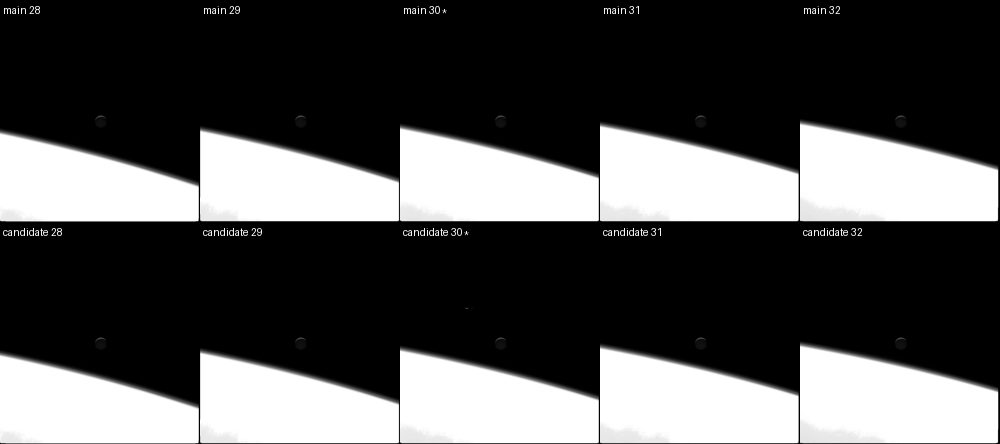 main 28
main 29
main 30 *
main 31
main 32
candidate 28
candidate 29
candidate 30 *
candidate 31
candidate 32